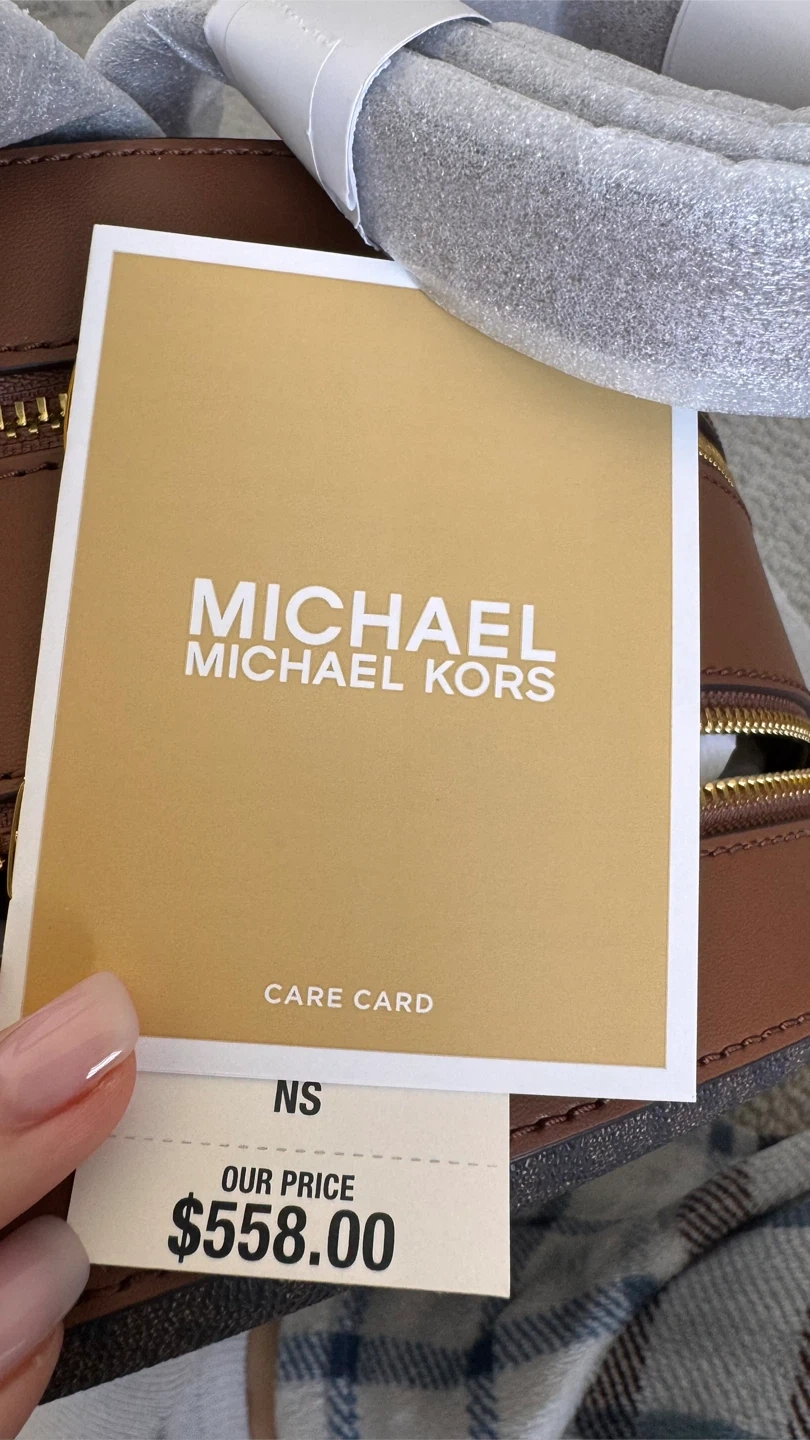 MICHAEL
MICHAEL KORS
CARE CARD
NS
OUR PRICE
$558.00